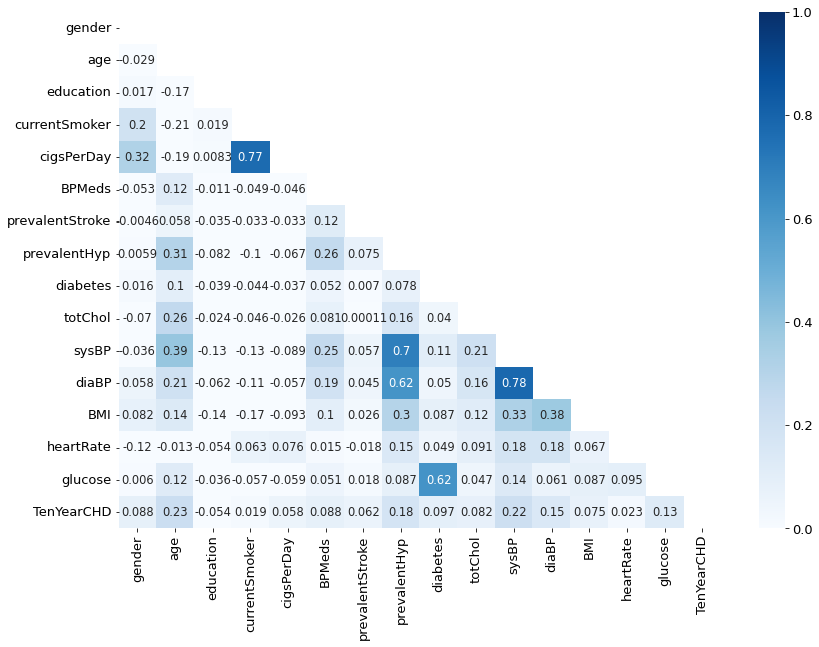 gender
age -0.029
education 0.017 -0.17
currentSmoker 0.2 -0.21 0.019
cigsPerDay 0.32 -0.19 0.0083 0.77
BPMeds -0.053 0.12 -0.011 -0.049 -0.046
prevalentStroke -0.0046 0.058 -0.035 -0.033 -0.033 0.12
prevalentHyp 0.0059 0.31 -0.082 -0.1 -0.067 0.26 0.075
diabetes 0.016 0.1 -0.039 -0.044 -0.037 0.052 0.007 0.078
totChol -0.07 0.26 -0.024 -0.046 -0.026 0.081 0.00011 0.16 0.04
sysBP -0.036 0.39 -0.13 -0.13 -0.089 0.25 0.057 0.7 0.11 0.21
diaBP 0.058 0.21 -0.062 -0.11 -0.057 0.19 0.045 0.62 0.05 0.16 0.78
BMI 0.082 0.14 -0.14 -0.17 -0.093 0.1 0.026 0.3 0.087 0.12 0.33 0.38
heartRate -0.12 -0.013 -0.054 0.063 0.076 0.015 -0.018 0.15 0.049 0.091 0.18 0.18 0.067
glucose 0.006 0.12 -0.036 -0.057 -0.059 0.051 0.018 0.087 0.62 0.047 0.14 0.061 0.087 0.095
TenYearCHD 0.088 0.23 -0.054 0.019 0.058 0.088 0.062 0.18 0.097 0.082 0.22 0.15 0.075 0.023 0.13
gender
age
education
currentSmoker
cigsPerDay
BPMeds
prevalentStroke
prevalentHyp
diabetes
totChol
sysBP
diaBP
BMI
heartRate
glucose
TenYearCHD
1.0
0.8
0.6
0.4
0.2
0.0